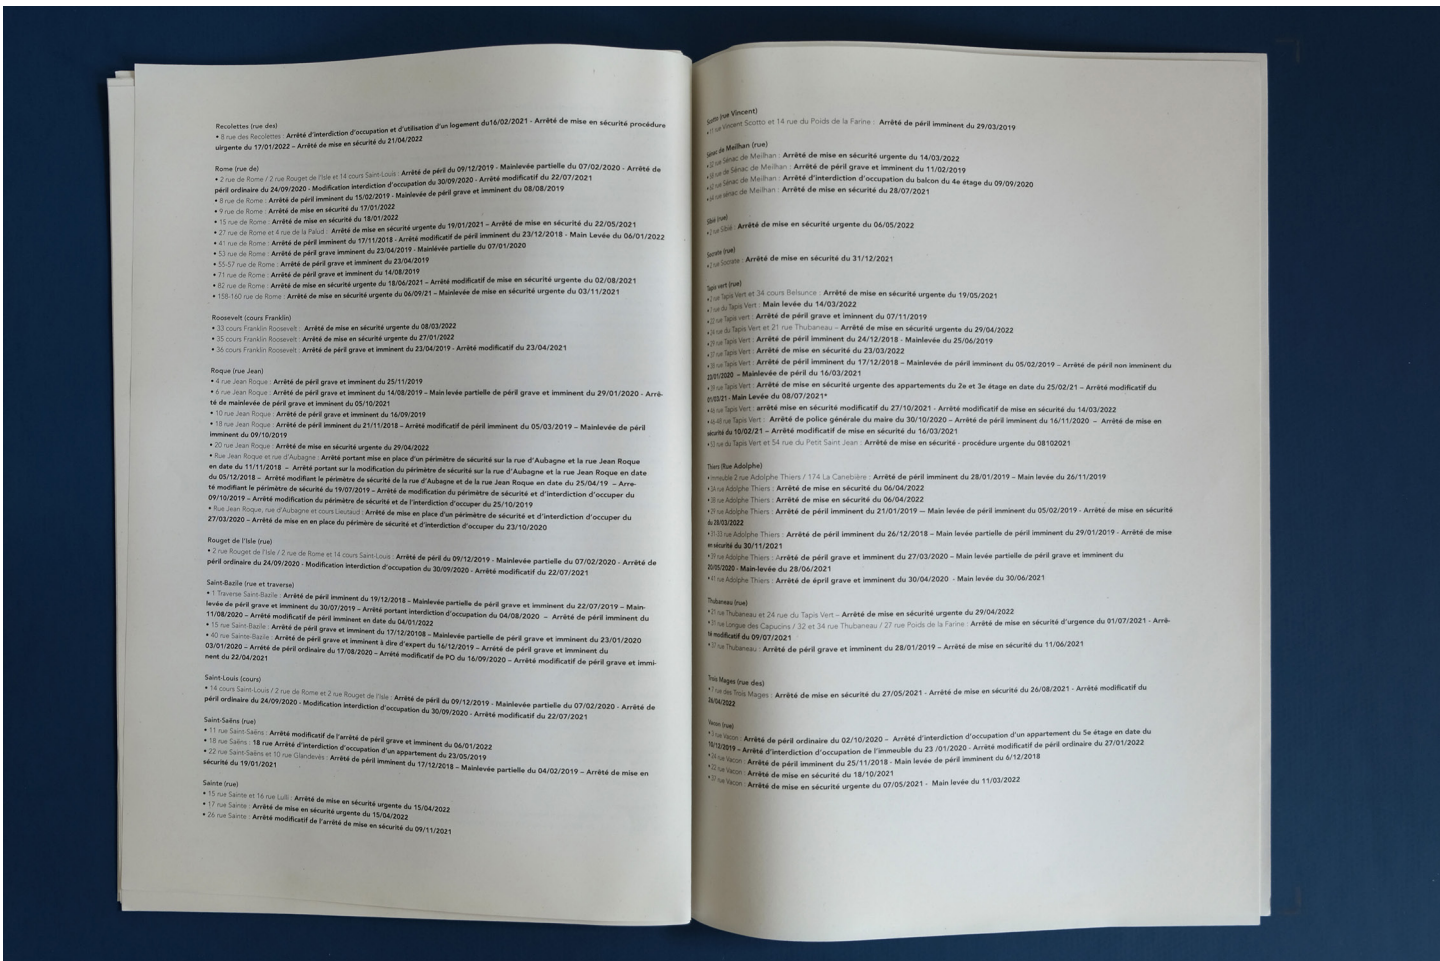 Recolettes (rue des)
• 8 rue des Recolettes : Arrêté d'interdiction d'occupation et d'utilisation d'un logement du16/02/2021 - Arrêté de mise en sécurité procédure
uirgente du 17/01/2022 – Arrêté de mise en sécurité du 21/04/2022
Rome (rue de)
• 2 rue de Rome / 2 rue Rouget de l'Isle et 14 cours Saint-Louis : Arrêté de péril du 09/12/2019 - Mainlevée partielle du 07/02/2020 - Arrêté de
péril ordinaire du 24/09/2020 - Modification interdiction d'occupation du 30/09/2020 - Arrêté modificatif du 22/07/2021
• 8 rue de Rome : Arrêté de péril imminent du 15/02/2019 - Mainlevée de péril grave et imminent du 08/08/2019
• 9 rue de Rome : Arrêté de mise en sécurité du 17/01/2022
• 15 rue de Rome : Arrêté de mise en sécurité du 18/01/2022
• 27 rue de Rome et 4 rue de la Palud : Arrêté de mise en sécurité urgente du 19/01/2021 – Arrêté de mise en sécurité du 22/05/2021
• 41 rue de Rome : Arrêté de péril imminent du 17/11/2018 - Arrêté modificatif de péril imminent du 23/12/2018 - Main Levée du 06/01/2022
• 53 rue de Rome : Arrêté de péril grave imminent du 23/04/2019 - Mainlévée partielle du 07/01/2020
• 55-57 rue de Rome : Arrêté de péril grave et imminent du 23/04/2019
• 71 rue de Rome : Arrêté de péril grave et imminent du 14/08/2019
• 82 rue de Rome : Arrêté de mise en sécurité urgente du 18/06/2021 – Arrêté modificatif de mise en sécurité urgente du 02/08/2021
• 158-160 rue de Rome : Arrêté de mise en sécurité urgente du 06/09/21 – Mainlevée de mise en sécurité urgente du 03/11/2021
Roosevelt (cours Franklin)
• 33 cours Franklin Roosevelt : Arrêté de mise en sécurité urgente du 08/03/2022
• 35 cours Franklin Roosevelt : Arrêté de mise en sécurité urgente du 27/01/2022
• 36 cours Franklin Roosevelt : Arrêté de péril grave et imminent du 23/04/2019 - Arrêté modificatif du 23/04/2021
Roque (rue Jean)
• 4 rue Jean Roque : Arrêté de péril grave et imminent du 25/11/2019
• 6 rue Jean Roque : Arrêté de péril grave et imminent du 14/08/2019 – Main levée partielle de péril grave et imminent du 29/01/2020 - Arrê-
té de mainlevée de péril grave et imminent du 05/10/2021
• 10 rue Jean Roque : Arrêté de péril grave et imminent du 16/09/2019
• 18 rue Jean Roque : Arrêté de péril imminent du 21/11/2018 – Arrêté modificatif de péril imminent du 05/03/2019 – Mainlevée de péril
imminent du 09/10/2019
• 20 rue Jean Roque : Arrêté de mise en sécurité urgente du 29/04/2022
• Rue Jean Roque et rue d'Aubagne : Arrêté portant mise en place d'un périmètre de sécurité sur la rue d'Aubagne et la rue Jean Roque
en date du 11/11/2018 – Arrêté portant sur la modification du périmètre de sécurité sur la rue d'Aubagne et la rue Jean Roque en date
du 05/12/2018 – Arrêté modifiant le périmètre de sécurité de la rue d'Aubagne et de la rue Jean Roque en date du 25/04/19 – Arre-
té modifiant le périmètre de sécurité du 19/07/2019 – Arrêté de modification du périmètre de sécurité et d'interdiction d'occuper du
09/10/2019 – Arrêté modification du périmètre de sécurité et de l'interdiction d'occuper du 25/10/2019
• Rue Jean Roque, rue d'Aubagne et cours Lieutaud : Arrêté de mise en place d'un périmètre de sécurité et d'interdiction d'occuper du
27/03/2020 – Arrêté de mise en en place du périmère de sécurité et d'interdiction d'occuper du 23/10/2020
Rouget de l'Isle (rue)
• 2 rue Rouget de l'Isle / 2 rue de Rome et 14 cours Saint-Louis : Arrêté de péril du 09/12/2019 - Mainlevée partielle du 07/02/2020 - Arrêté de
péril ordinaire du 24/09/2020 - Modification interdiction d'occupation du 30/09/2020 - Arrêté modificatif du 22/07/2021
Saint-Bazile (rue et traverse)
• 1 Traverse Saint-Bazile : Arrêté de péril imminent du 19/12/2018 – Mainlevée partielle de péril grave et imminent du 22/07/2019 – Main-
levée de péril grave et imminent du 30/07/2019 – Arrêté portant interdiction d'occupation du 04/08/2020 – Arrêté de péril imminent du
11/08/2020 – Arrêté modificatif de péril imminent en date du 04/01/2022
• 15 rue Saint-Bazile : Arrêté de péril grave et imminent du 17/12/20108 – Mainlevée partielle de péril grave et imminent du 23/01/2020
• 40 rue Sainte-Bazile : Arrêté de péril grave et imminent à dire d'expert du 16/12/2019 – Arrêté de péril grave et imminent du
03/01/2020 – Arrêté de péril ordinaire du 17/08/2020 – Arrêté modificatif de PO du 16/09/2020 – Arrêté modificatif de péril grave et immi-
nent du 22/04/2021
Saint-Louis (cours)
• 14 cours Saint-Louis / 2 rue de Rome et 2 rue Rouget de l'Isle : Arrêté de péril du 09/12/2019 - Mainlevée partielle du 07/02/2020 - Arrêté de
péril ordinaire du 24/09/2020 - Modification interdiction d'occupation du 30/09/2020 - Arrêté modificatif du 22/07/2021
Saint-Saëns (rue)
• 11 rue Saint-Saëns : Arrêté modificatif de l'arrêté de péril grave et imminent du 06/01/2022
• 18 rue Saëns : 18 rue Arrêté d'interdiction d'occupation d'un appartement du 23/05/2019
• 22 rue Saint-Saëns et 10 rue Glandevès : Arrêté de péril imminent du 17/12/2018 – Mainlevée partielle du 04/02/2019 – Arrêté de mise en
sécurité du 19/01/2021
Sainte (rue)
• 15 rue Sainte et 16 rue Lulli : Arrêté de mise en sécurité urgente du 15/04/2022
• 17 rue Sainte : Arrêté de mise en sécurité urgente du 15/04/2022
• 26 rue Sainte : Arrêté modificatif de l'arrêté de mise en sécurité du 09/11/2021
Scotto (rue Vincent)
• 11 rue Vincent Scotto et 14 rue du Poids de la Farine : Arrêté de péril imminent du 29/03/2019
Sénac de Meilhan (rue)
rue Sénac de Meilhan : Arrêté de mise en sécurité urgente du 14/03/2022
rue de Sénac de Meilhan : Arrêté de péril grave et imminent du 11/02/2019
• 62 rue Sénac de Meilhan : Arrêté d'interdiction d'occupation du balcon du 4e étage du 09/09/2020
• 64 rue sénac de Meilhan : Arrêté de mise en sécurité du 28/07/2021
Sibié (rue)
• 2 rue Sibié : Arrêté de mise en sécurité urgente du 06/05/2022
Socrate (rue)
• 2 rue Socrate : Arrêté de mise en sécurité du 31/12/2021
Tapis vert (rue)
• 2 rue Tapis Vert et 34 cours Belsunce : Arrêté de mise en sécurité urgente du 19/05/2021
rue du Tapis Vert : Main levée du 14/03/2022
• 22 rue Tapis vert : Arrêté de péril grave et iminnent du 07/11/2019
• 24 rue du Tapis Vert et 21 rue Thubaneau – Arrêté de mise en sécurité urgente du 29/04/2022
• 29 rue Tapis Vert : Arrêté de péril imminent du 24/12/2018 - Mainlevée du 25/06/2019
• 37 rue Tapis Vert : Arrêté de mise en sécurité du 23/03/2022
• 38 rue Tapis Vert : Arrêté de péril imminent du 17/12/2018 – Mainlevée de péril imminent du 05/02/2019 – Arrêté de péril non imminent du
23/01/2020 – Mainlevée de péril du 16/03/2021
• 39 rue Tapis Vert : Arrêté de mise en sécurité urgente des appartements du 2e et 3e étage en date du 25/02/21 – Arrêté modificatif du
01/03/21 - Main Levée du 08/07/2021*
• 46 rue Tapis Vert : arrêté mise en sécurité modificatif du 27/10/2021 - Arrêté modificatif de mise en sécurité du 14/03/2022
• 46-48 rue Tapis Vert : Arrêté de police générale du maire du 30/10/2020 – Arrêté de péril imminent du 16/11/2020 – Arrêté de mise en
sécurité du 10/02/21 – Arrêté modificatif de mise en sécurité du 16/03/2021
• 53 rue du Tapis Vert et 54 rue du Petit Saint Jean : Arrêté de mise en sécurité - procédure urgente du 08102021
Thiers (Rue Adolphe)
• Immeuble 2 rue Adolphe Thiers / 174 La Canebière : Arrêté de péril imminent du 28/01/2019 – Main levée du 26/11/2019
rue Adolphe Thiers : Arrêté de mise en sécurité du 06/04/2022
rue Adolphe Thiers : Arrêté de mise en sécurité du 06/04/2022
• 29 rue Adolphe Thiers : Arrêté de péril imminent du 21/01/2019 — Main levée de péril imminent du 05/02/2019 - Arrêté de mise en sécurité
du 28/03/2022
• 31-33 rue Adolphe Thiers : Arrêté de péril imminent du 26/12/2018 – Main levée partielle de péril imminent du 29/01/2019 - Arrêté de mise
en sécurité du 30/11/2021
• 39 rue Adolphe Thiers : Arrêté de péril grave et imminent du 27/03/2020 – Main levée partielle de péril grave et imminent du
20/05/2020 - Main-levée du 28/06/2021
• 41 rue Adolphe Thiers : Arrêté de épril grave et imminent du 30/04/2020 - Main levée du 30/06/2021
Thubaneau (rue)
• 21 rue Thubaneau et 24 rue du Tapis Vert – Arrêté de mise en sécurité urgente du 29/04/2022
• 31 rue Longue des Capucins / 32 et 34 rue Thubaneau / 27 rue Poids de la Farine : Arrêté de mise en sécurité d'urgence du 01/07/2021 - Arrê-
té modificatif du 09/07/2021
• 37 rue Thubaneau : Arrêté de péril grave et imminent du 28/01/2019 – Arrêté de mise en sécurité du 11/06/2021
Trois Mages (rue des)
• 7 rue des Trois Mages : Arrêté de mise en sécurité du 27/05/2021 - Arrêté de mise en sécurité du 26/08/2021 - Arrêté modificatif du
26/04/2022
Vacon (rue)
• 5 rue Vacon : Arrêté de péril ordinaire du 02/10/2020 – Arrêté d'interdiction d'occupation d'un appartement du 5e étage en date du
10/12/2019 – Arrêté d'interdiction d'occupation de l'immeuble du 23 /01/2020 - Arrêté modificatif de péril ordinaire du 27/01/2022
rue Vacon : Arrêté de péril imminent du 25/11/2018 - Main levée de péril imminent du 6/12/2018
rue Vacon : Arrêté de mise en sécurité du 18/10/2021
rue Vacon : Arrêté de mise en sécurité urgente du 07/05/2021 - Main levée du 11/03/2022